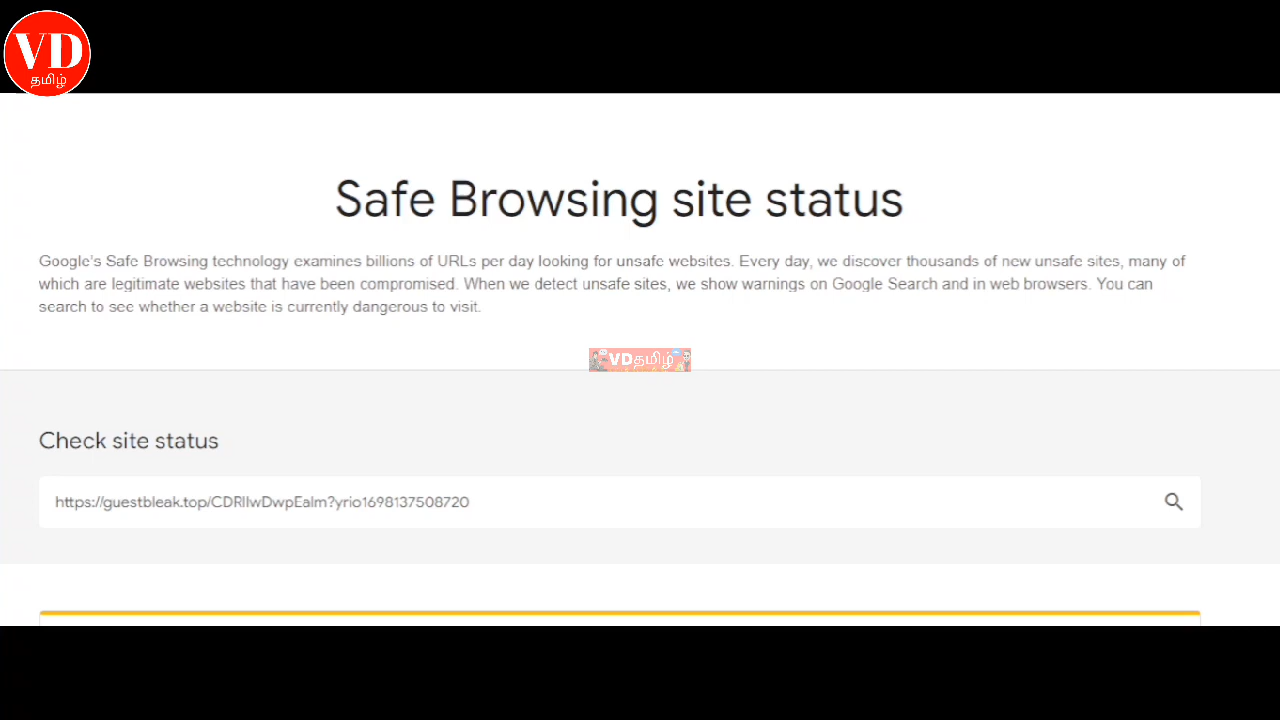 VD
தமிழ்
Safe Browsing site status
Google's Safe Browsing technology examines billions of URLs per day looking for unsafe websites. Every day, we discover thousands of new unsafe sites, many of
which are legitimate websites that have been compromised. When we detect unsafe sites, we show warnings on Google Search and in web browsers. You can
search to see whether a website is currently dangerous to visit.
VDதமிழ்
Check site status
https://guestbleak.top/CDRIlwDwpEalm?yrio1698137508720